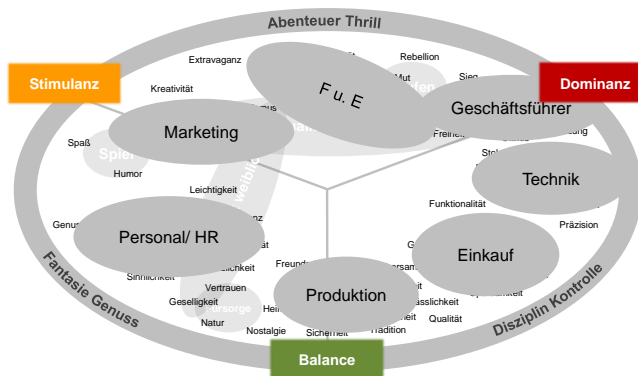 Abenteuer Thrill
Stimulanz
Dominanz
Extravaganz
Rebellion
Mut
Sieg
Kreativität
F u. E
Geschäftsführer
Marketing
Freiheit
Spaß
Spiel
Humor
Technik
Leichtigkeit
weiblich
Funktionalität
Präzision
Personal/ HR
Einkauf
Sinnlichkeit
Vertrauen
Produktion
Geselligkeit
Natur
Nostalgie
Sicherheit
Tradition
Qualität
Fantasie Genuss
Disziplin Kontrolle
Balance